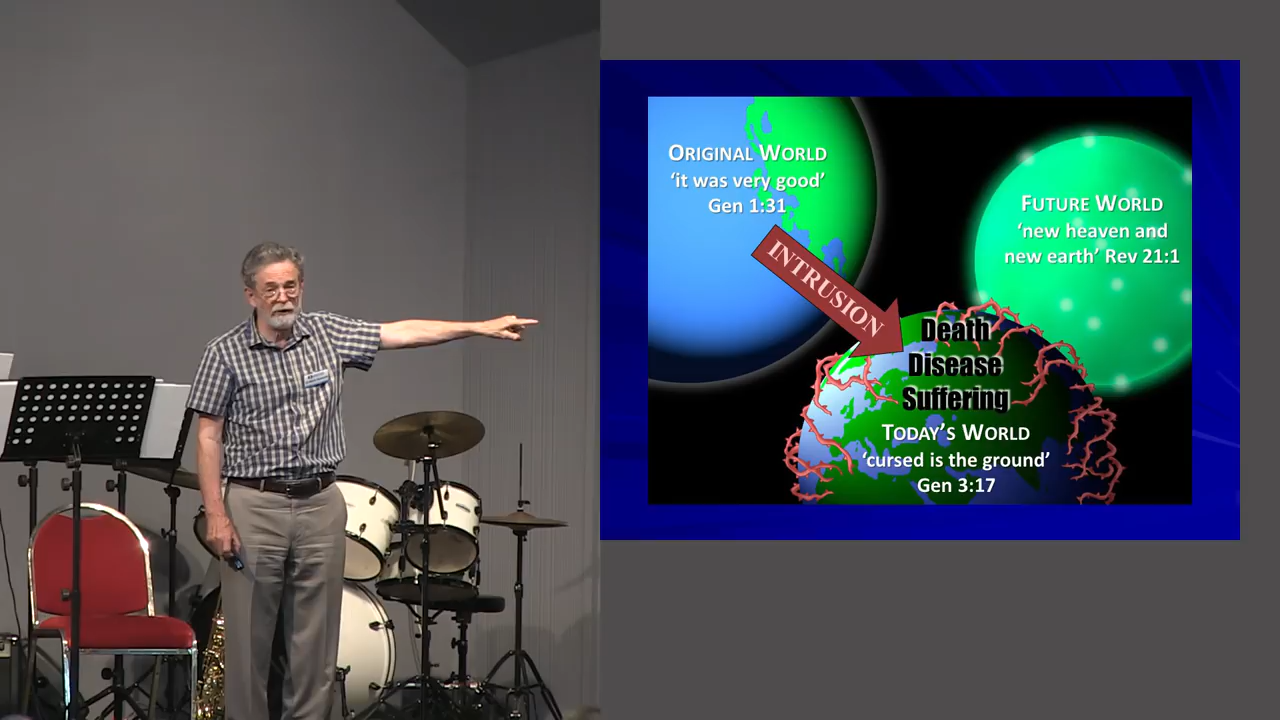 ORIGINAL WORLD
‘it was very good’
Gen 1:31
INTRUSION
FUTURE WORLD
‘new heaven and
new earth’ Rev 21:1
Death
Disease
Suffering
TODAY’S WORLD
‘cursed is the ground’
Gen 3:17